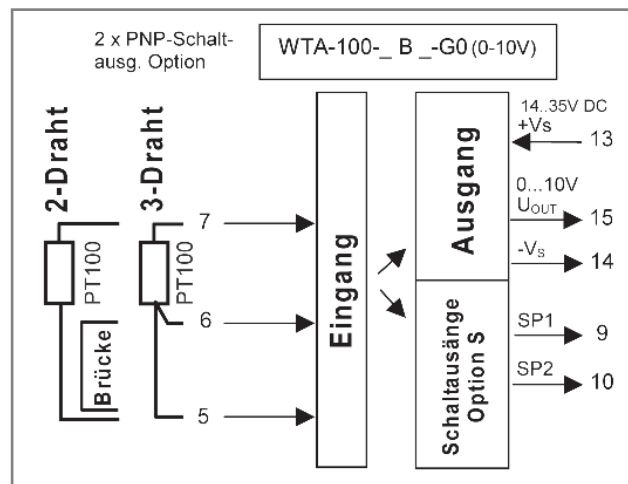 2 x PNP-Schalt-
ausg. Option
WTA-100-_ B _-G0 (0-10V)
2-Draht
PT100
Brücke
3-Draht
PT100
7
6
5
Eingang
Ausgang
Schaltausänge
Option S
14..35V DC
+Vs
13
0...10V
UOUT
15
-VS
14
SP1
9
SP2
10